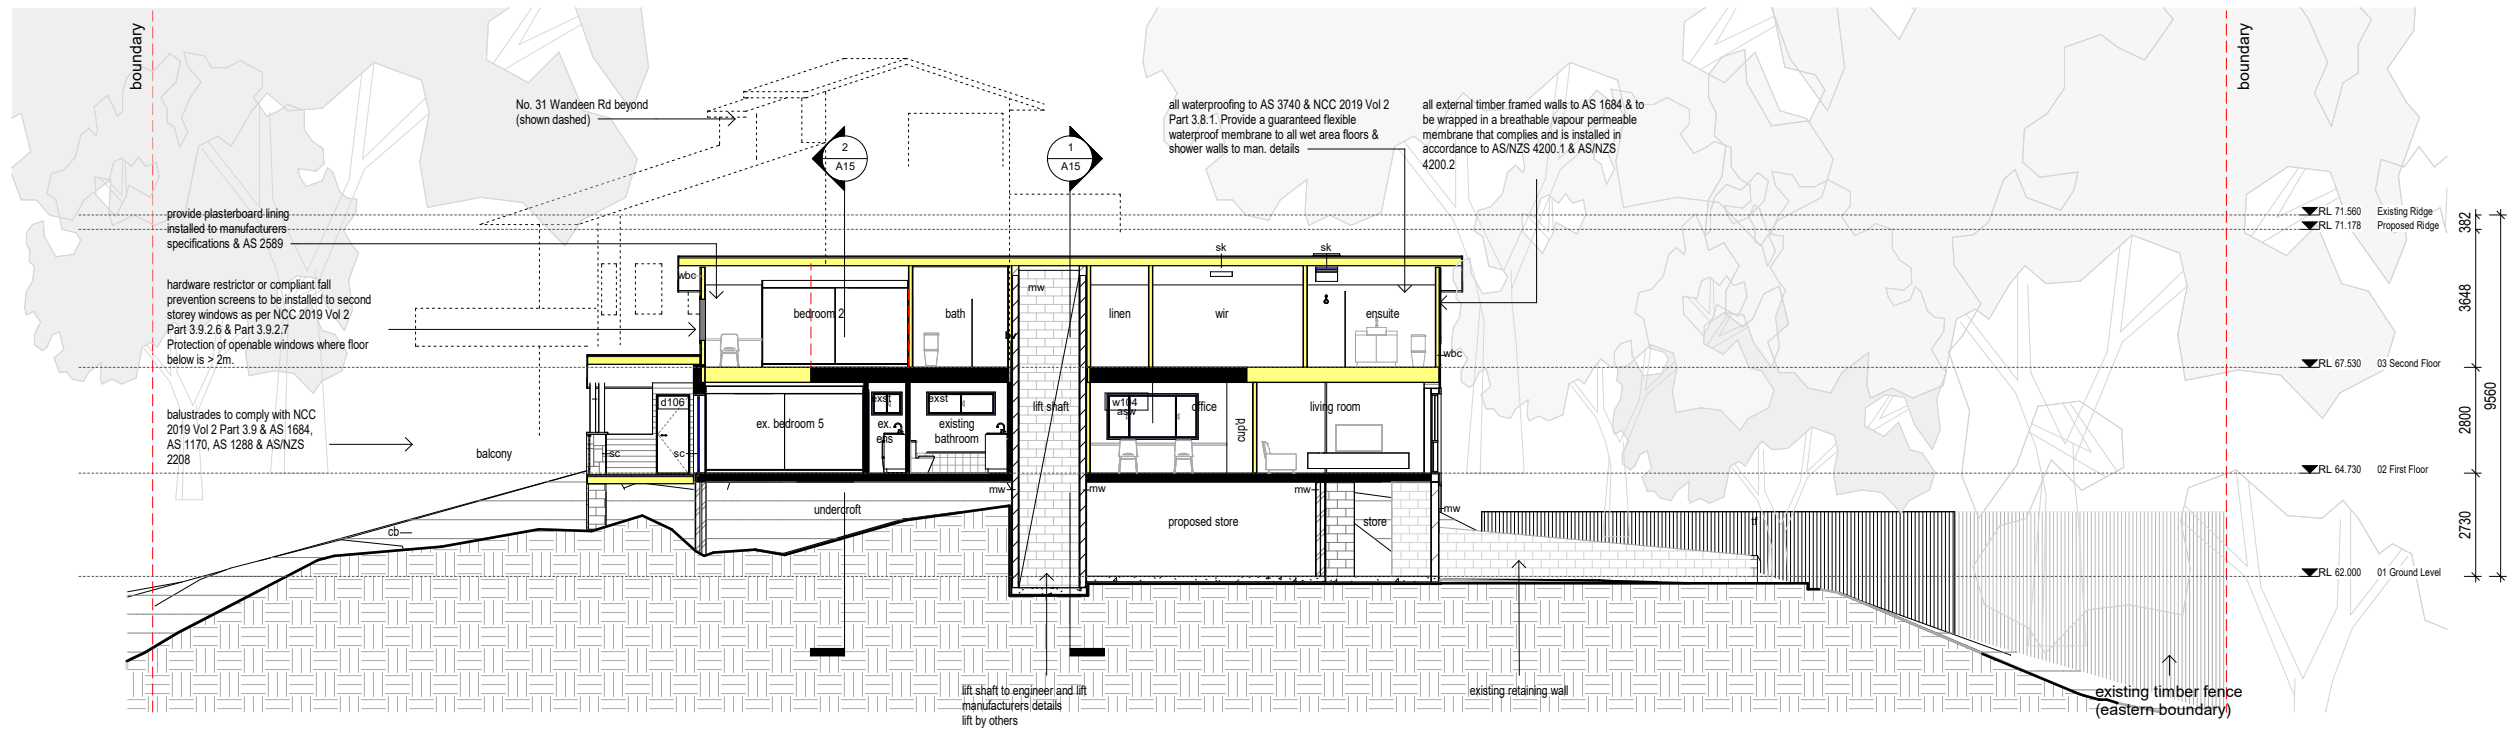 boundary
boundary
No. 31 Wandeen Rd beyond
(shown dashed)
all waterproofing to AS 3740 & NCC 2019 Vol 2
Part 3.8.1. Provide a guaranteed flexible
waterproof membrane to all wet area floors &
shower walls to man. details
all external timber framed walls to AS 1684 & to
be wrapped in a breathable vapour permeable
membrane that complies and is installed in
accordance to AS/NZS 4200.1 & AS/NZS
4200.2
2
A15
1
A15
provide plasterboard lining
installed to manufacturers
specifications & AS 2589
RL 71.560 Existing Ridge
RL 71.178 Proposed Ridge
382
sk
sk
wbc
mw
hardware restrictor or compliant fall
prevention screens to be installed to second
storey windows as per NCC 2019 Vol 2
Part 3.9.2.6 & Part 3.9.2.7
Protection of openable windows where floor
below is > 2m.
bedroom 2
bath
linen
wir
ensuite
3648
wbc
RL 67.530 03 Second Floor
balustrades to comply with NCC
2019 Vol 2 Part 3.9 & AS 1684,
AS 1170, AS 1288 & AS/NZS
2208
balcony
d106
sc
sc
ex. bedroom 5
exst
ex.
ens
exst
existing
bathroom
lift shaft
w104
asw
office
cup'd
living room
2800
9560
RL 64.730 02 First Floor
mw
mw
mw
mw
undercroft
proposed store
store
cb
tf
2730
RL 62.000 01 Ground Level
lift shaft to engineer and lift
manufacturers details
lift by others
existing retaining wall
existing timber fence
(eastern boundary)